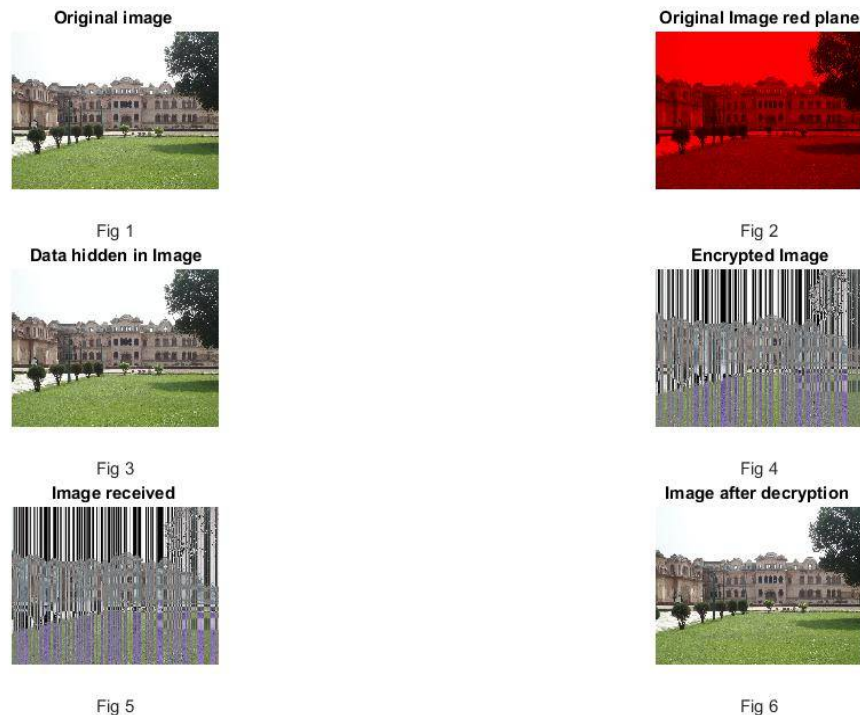 Original image
Original Image red plane
Fig 1
Fig 2
Data hidden in Image
Encrypted Image
Fig 3
Fig 4
Image received
Image after decryption
Fig 5
Fig 6